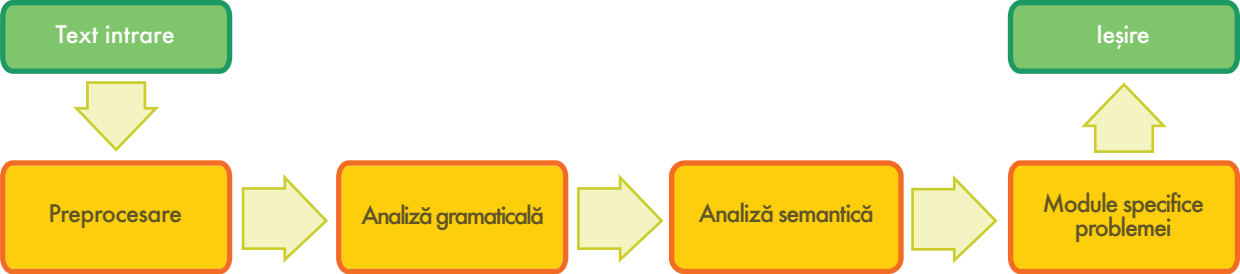 Text intrare
Ieșire
Preprocesare
Analiză gramaticală
Analiză semantică
Module specifice
problemei